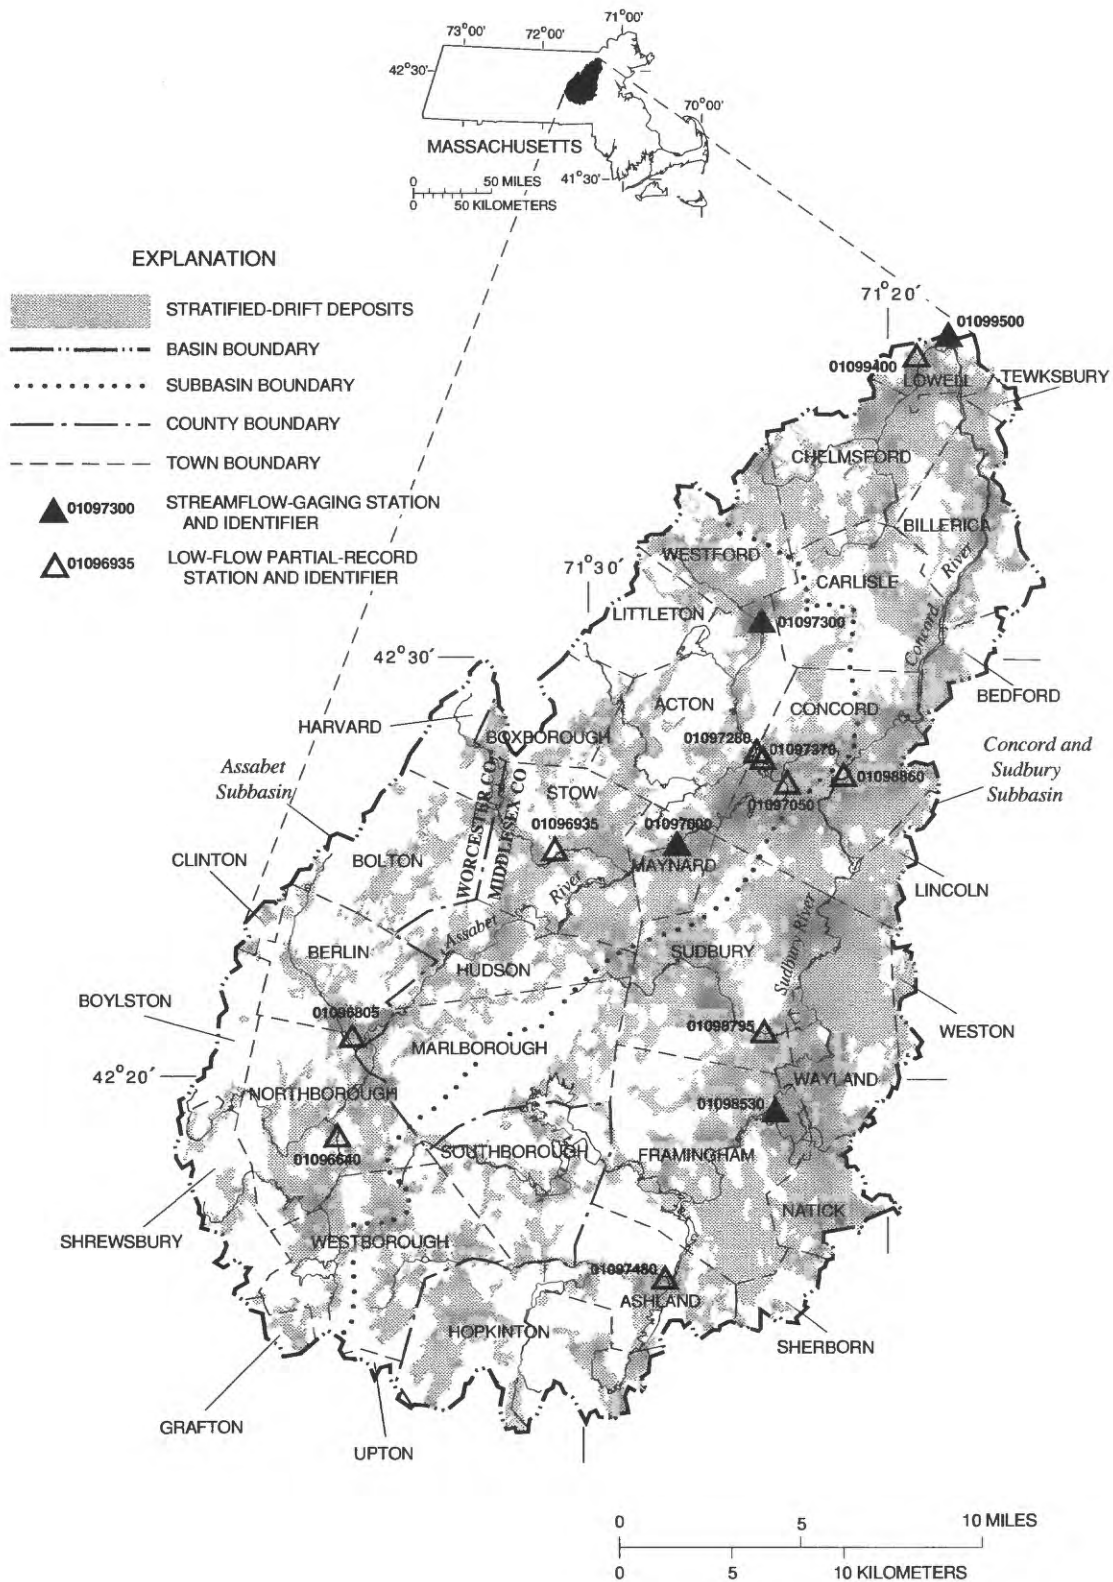 71°00'
73°00'
72°00'
42°30'
70°00'
MASSACHUSETTS
41°30'
0 50 MILES
0 50 KILOMETERS
EXPLANATION
STRATIFIED-DRIFT DEPOSITS
BASIN BOUNDARY
SUBBASIN BOUNDARY
COUNTY BOUNDARY
TOWN BOUNDARY
01097300 STREAMFLOW-GAGING STATION
AND IDENTIFIER
01096935 LOW-FLOW PARTIAL-RECORD
STATION AND IDENTIFIER
71°20'
01099500
01099400
LOWELL
TEWKSBURY
CHELMSFORD
BILLERICA
WESTFORD
71°30'
CARLISLE
Concord River
LITTLETON
01097300
42°30'
BEDFORD
ACTON
CONCORD
HARVARD
BOXBOROUGH
01097280
01097370
Concord and
Sudbury
Subbasin
Assabet
Subbasin
01098860
STOW
01097050
WORCESTER CO
MIDDLESEX CO
01096935
01097000
CLINTON
BOLTON
MAYNARD
LINCOLN
Assabet River
BERLIN
HUDSON
SUDBURY
Sudbury River
BOYLSTON
01096805
01098795
WESTON
MARLBOROUGH
42°20'
WAYLAND
NORTHBOROUGH
01098530
SOUTHBOROUGH
FRAMINGHAM
01096640
NATICK
SHREWSBURY
WESTBOROUGH
01097480
ASHLAND
HOPKINTON
SHERBORN
GRAFTON
UPTON
0 5 10 MILES
0 5 10 KILOMETERS